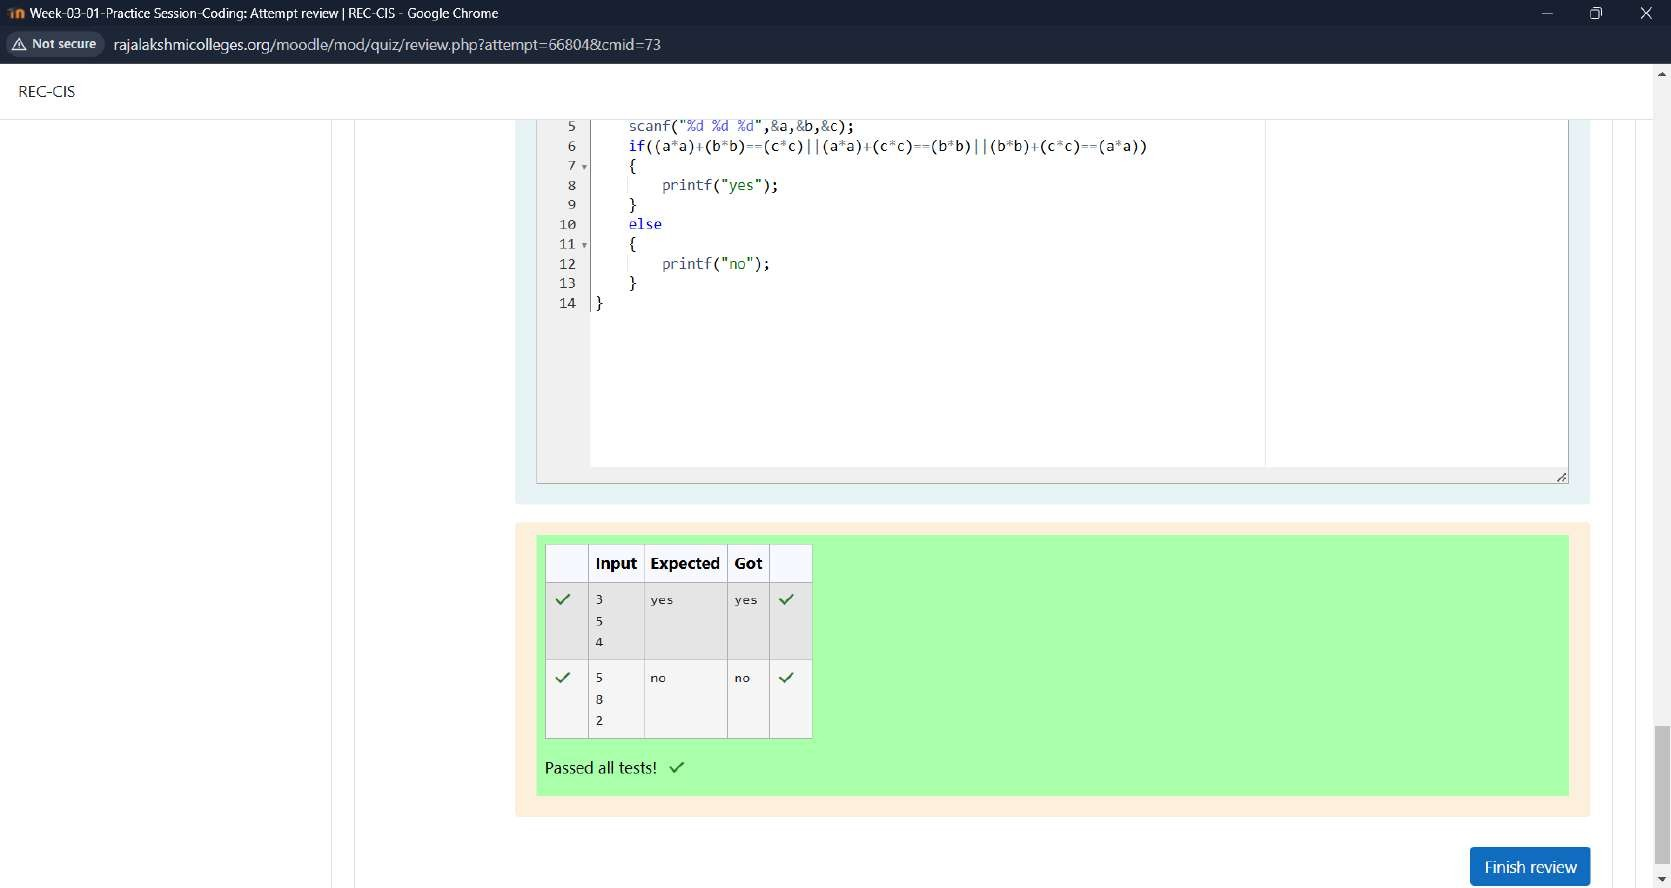 Week-03-01-Practice Session-Coding: Attempt review | REC-CIS - Google Chrome
Not secure rajalakshmicolleges.org/moodle/mod/quiz/review.php?attempt=66804&cmid=73
REC-CIS
5 scanf("%d %d %d",&a,&b,&c);
6 if((a*a)+(b*b)==(c*c)||(a*a)+(c*c)==(b*b)||(b*b)+(c*c)==(a*a))
7 {
8 printf("yes");
9 }
10 else
11 {
12 printf("no");
13 }
14 }
Input Expected Got
3 yes yes
5
4
5 no no
8
2
Passed all tests!
Finish review